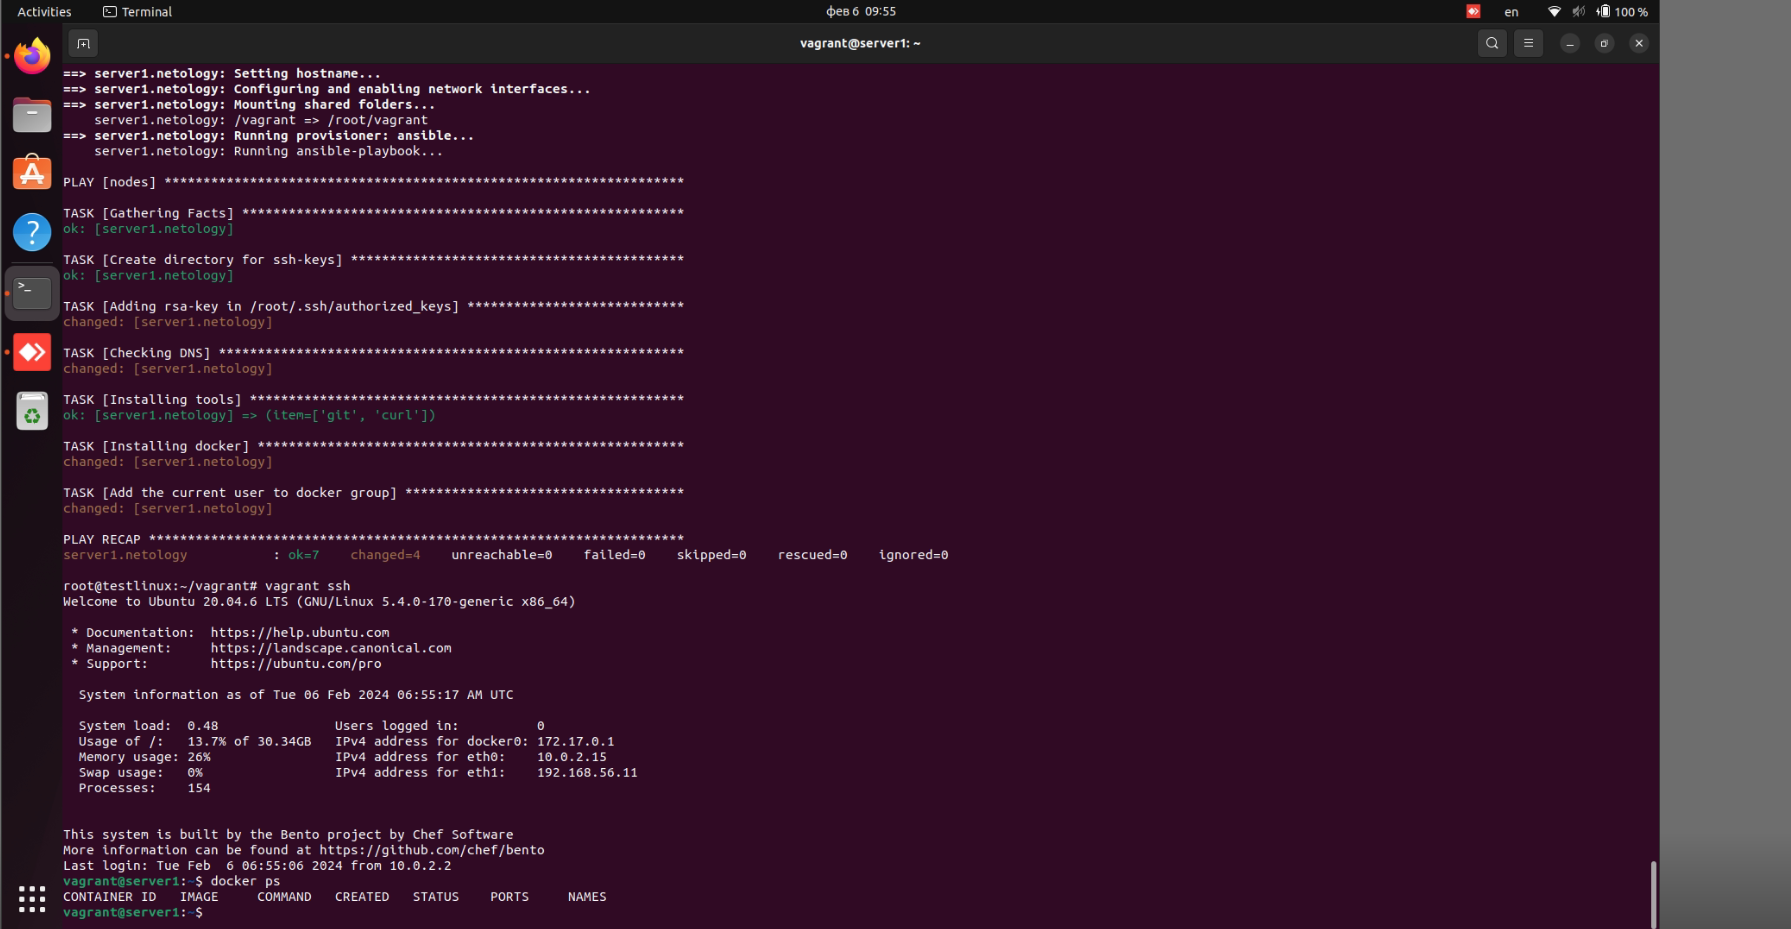 Activities
Terminal
фев 6 09:55
en
100 %
vagrant@server1: ~
==> server1.netology: Setting hostname...
==> server1.netology: Configuring and enabling network interfaces...
==> server1.netology: Mounting shared folders...
server1.netology: /vagrant => /root/vagrant
==> server1.netology: Running provisioner: ansible...
server1.netology: Running ansible-playbook...
PLAY [nodes] *******************************************************************
TASK [Gathering Facts] *********************************************************
ok: [server1.netology]
TASK [Create directory for ssh-keys] *******************************************
ok: [server1.netology]
TASK [Adding rsa-key in /root/.ssh/authorized_keys] ****************************
changed: [server1.netology]
TASK [Checking DNS] ************************************************************
changed: [server1.netology]
TASK [Installing tools] ********************************************************
ok: [server1.netology] => (item=['git', 'curl'])
TASK [Installing docker] *******************************************************
changed: [server1.netology]
TASK [Add the current user to docker group] ************************************
changed: [server1.netology]
PLAY RECAP *********************************************************************
server1.netology : ok=7 changed=4 unreachable=0 failed=0 skipped=0 rescued=0 ignored=0
root@testlinux:~/vagrant# vagrant ssh
Welcome to Ubuntu 20.04.6 LTS (GNU/Linux 5.4.0-170-generic x86_64)
* Documentation: https://help.ubuntu.com
* Management: https://landscape.canonical.com
* Support: https://ubuntu.com/pro
System information as of Tue 06 Feb 2024 06:55:17 AM UTC
System load: 0.48 Users logged in: 0
Usage of /: 13.7% of 30.34GB IPv4 address for docker0: 172.17.0.1
Memory usage: 26% IPv4 address for eth0: 10.0.2.15
Swap usage: 0% IPv4 address for eth1: 192.168.56.11
Processes: 154
This system is built by the Bento project by Chef Software
More information can be found at https://github.com/chef/bento
Last login: Tue Feb  6 06:55:06 2024 from 10.0.2.2
vagrant@server1:~$ docker ps
CONTAINER ID IMAGE COMMAND CREATED STATUS PORTS NAMES
vagrant@server1:~$